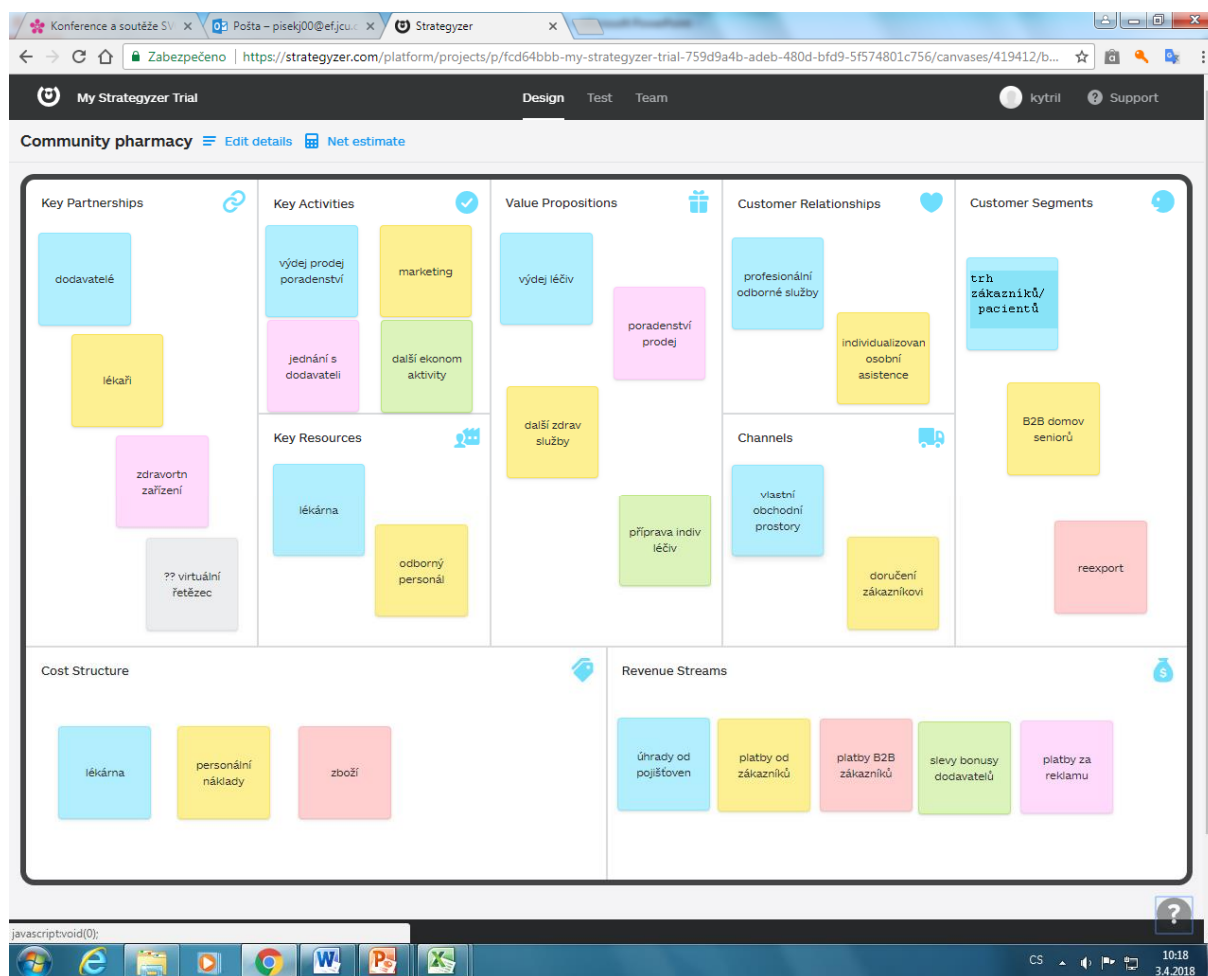 Konference a soutěže SV
Pošta – pisekj00@ef.jcu.c
Strategyzer
Zabezpečeno
https://strategyzer.com/platform/projects/p/fcd64bbb-my-strategyzer-trial-759d9a4b-adeb-480d-bfd9-5f574801c756/canvases/419412/b...
My Strategyzer Trial
Design Test Team
kytril
? Support
Community pharmacy
Edit details
Net estimate
Key Partnerships
dodavatelé
lékaři
zdravortn
zařízení
?? virtuální
řetězec
Key Activities
výdej prodej
poradenství
marketing
jednání s
dodavateli
další ekonom
aktivity
Key Resources
lékárna
odborný
personál
Value Propositions
výdej léčiv
poradenství
prodej
další zdrav
služby
příprava indiv
léčiv
Customer Relationships
profesionální
odborné služby
individualizovan
osobní
asistence
Channels
vlastní
obchodní
prostory
doručení
zákazníkovi
Customer Segments
trh
zákazníků/
pacientů
B2B domov
seniorů
reexport
Cost Structure
lékárna
personální
náklady
zboží
Revenue Streams
$
úhrady od
pojišťoven
platby od
zákazníků
platby B2B
zákazníků
slevy bonusy
dodavatelů
platby za
reklamu
?
javascript:void(0);
CS
10:18
3.4.2018